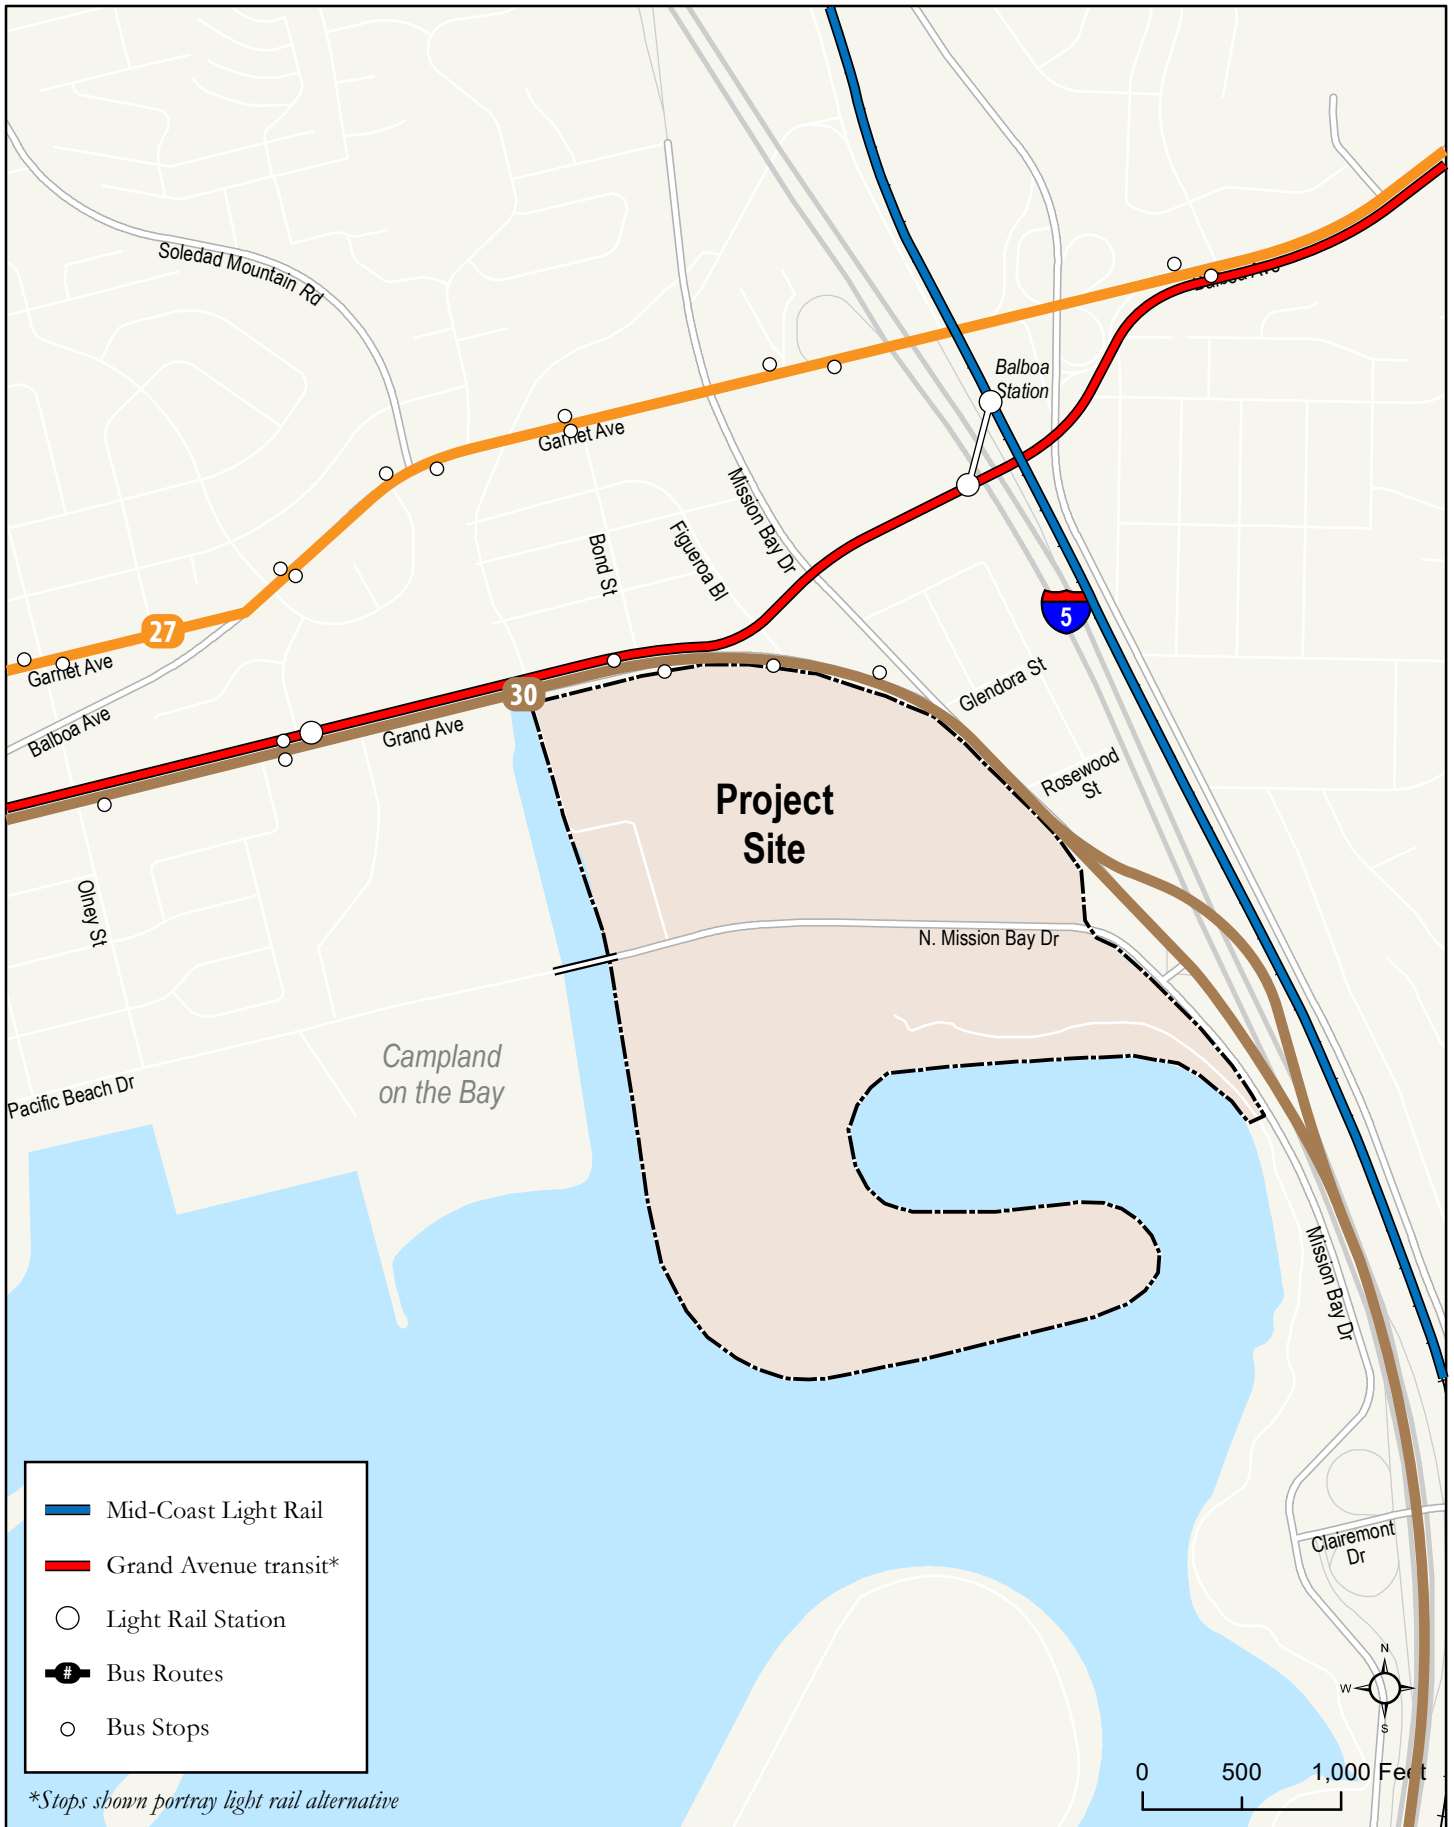 Soledad Mountain Rd
Balboa Ave
Balboa
Station
Garnet Ave
Mission Bay Dr
Figueroa Bl
Bond St
5
27
Garnet Ave
Balboa Ave
30
Grand Ave
Glendora St
Rosewood
St
Project
Site
Olney St
N. Mission Bay Dr
Campland
on the Bay
Pacific Beach Dr
Mission Bay Dr
Clairemont
Dr
Mid-Coast Light Rail
Grand Avenue transit*
Light Rail Station
# Bus Routes
Bus Stops
*Stops shown portray light rail alternative
N
W
S
0 500 1,000 Feet